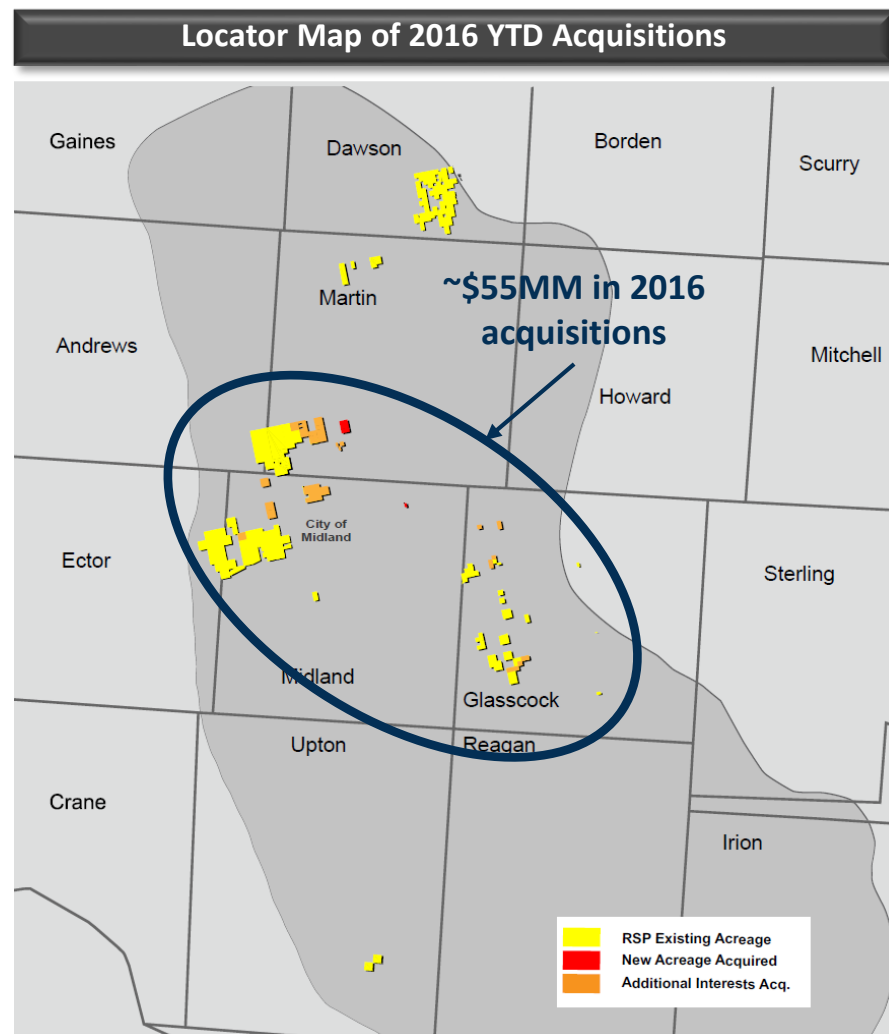 Locator Map of 2016 YTD Acquisitions
Gaines
Dawson
Borden
Scurry
Martin
~$55MM in 2016
acquisitions
Andrews
Mitchell
Howard
City of
Midland
Ector
Sterling
Midland
Glasscock
Upton
Reagan
Crane
Irion
RSP Existing Acreage
New Acreage Acquired
Additional Interests Acq.